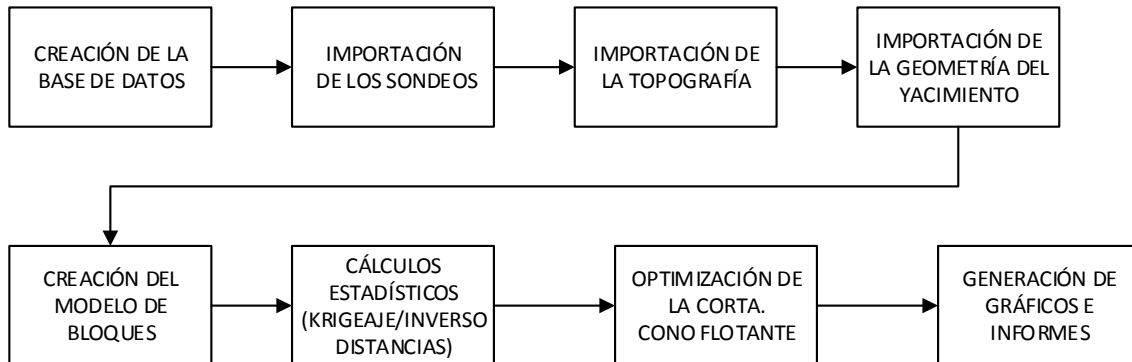 CREACIÓN DE LA
BASE DE DATOS
IMPORTACIÓN
DE LOS SONDEOS
IMPORTACIÓN DE
LA TOPOGRAFÍA
IMPORTACIÓN DE
LA GEOMETRÍA DEL
YACIMIENTO
CREACIÓN DEL
MODELO DE
BLOQUES
CÁLCULOS
ESTADÍSTICOS
(KRIGEAJE/INVERSO
DISTANCIAS)
OPTIMIZACIÓN DE
LA CORTA.
CONO FLOTANTE
GENERACIÓN DE
GRÁFICOS E
INFORMES